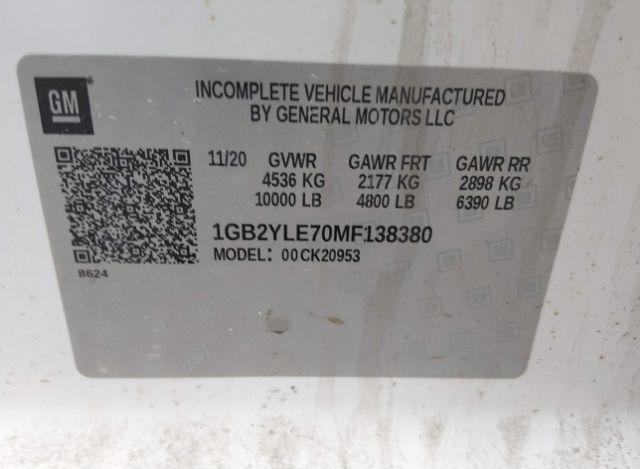 GM
INCOMPLETE VEHICLE MANUFACTURED
BY GENERAL MOTORS LLC
11/20 GVWR GAWR FRT GAWR RR
4536 KG 2177 KG 2898 KG
10000 LB 4800 LB 6390 LB
1GB2YLE70MF138380
MODEL: 00CK20953
8624